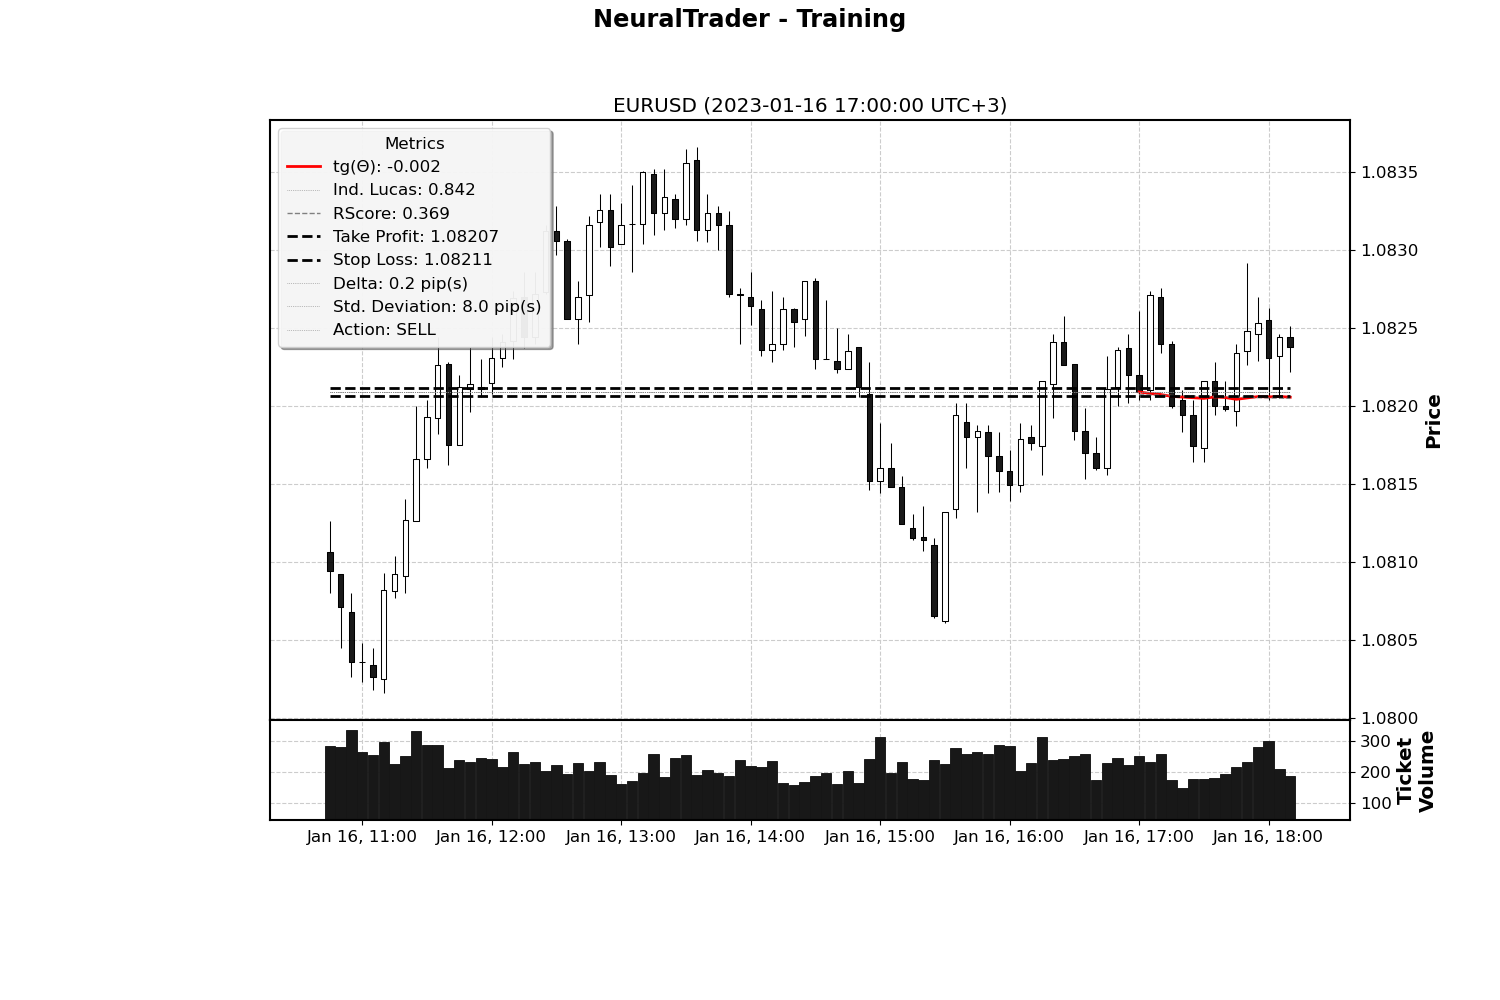 NeuralTrader - Training
EURUSD (2023-01-16 17:00:00 UTC+3)
Metrics
tg(Θ): -0.002
Ind. Lucas: 0.842
RScore: 0.369
Take Profit: 1.08207
Stop Loss: 1.08211
Delta: 0.2 pip(s)
Std. Deviation: 8.0 pip(s)
Action: SELL
1.0835
1.0830
1.0825
1.0820
1.0815
1.0810
1.0805
1.0800
Price
300
200
100
Ticket
Volume
Jan 16, 11:00 Jan 16, 12:00 Jan 16, 13:00 Jan 16, 14:00 Jan 16, 15:00 Jan 16, 16:00 Jan 16, 17:00 Jan 16, 18:00